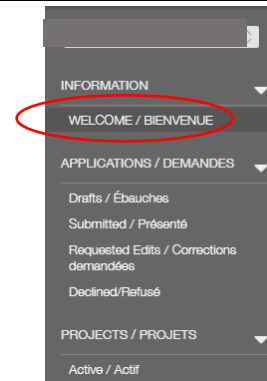 INFORMATION
WELCOME / BIENVENUE
APPLICATIONS / DEMANDES
Drafts / Ébauches
Submitted / Présenté
Requested Edits / Corrections
demandées
Declined/Refusé
PROJECTS / PROJETS
Active / Actif